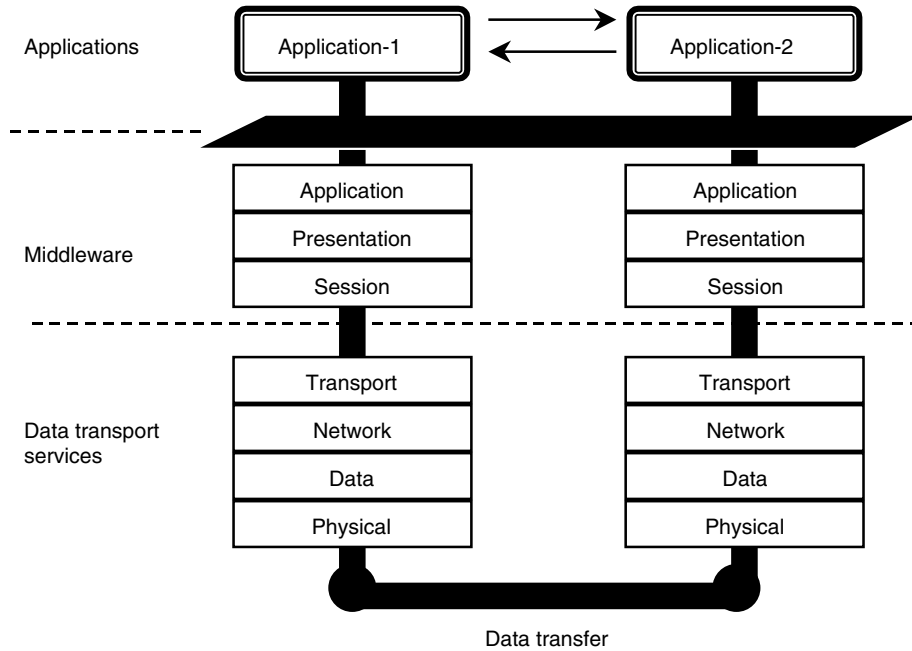 Applications
Application-1
Application-2
Middleware
Application
Presentation
Session
Application
Presentation
Session
Data transport
services
Transport
Network
Data
Physical
Transport
Network
Data
Physical
Data transfer